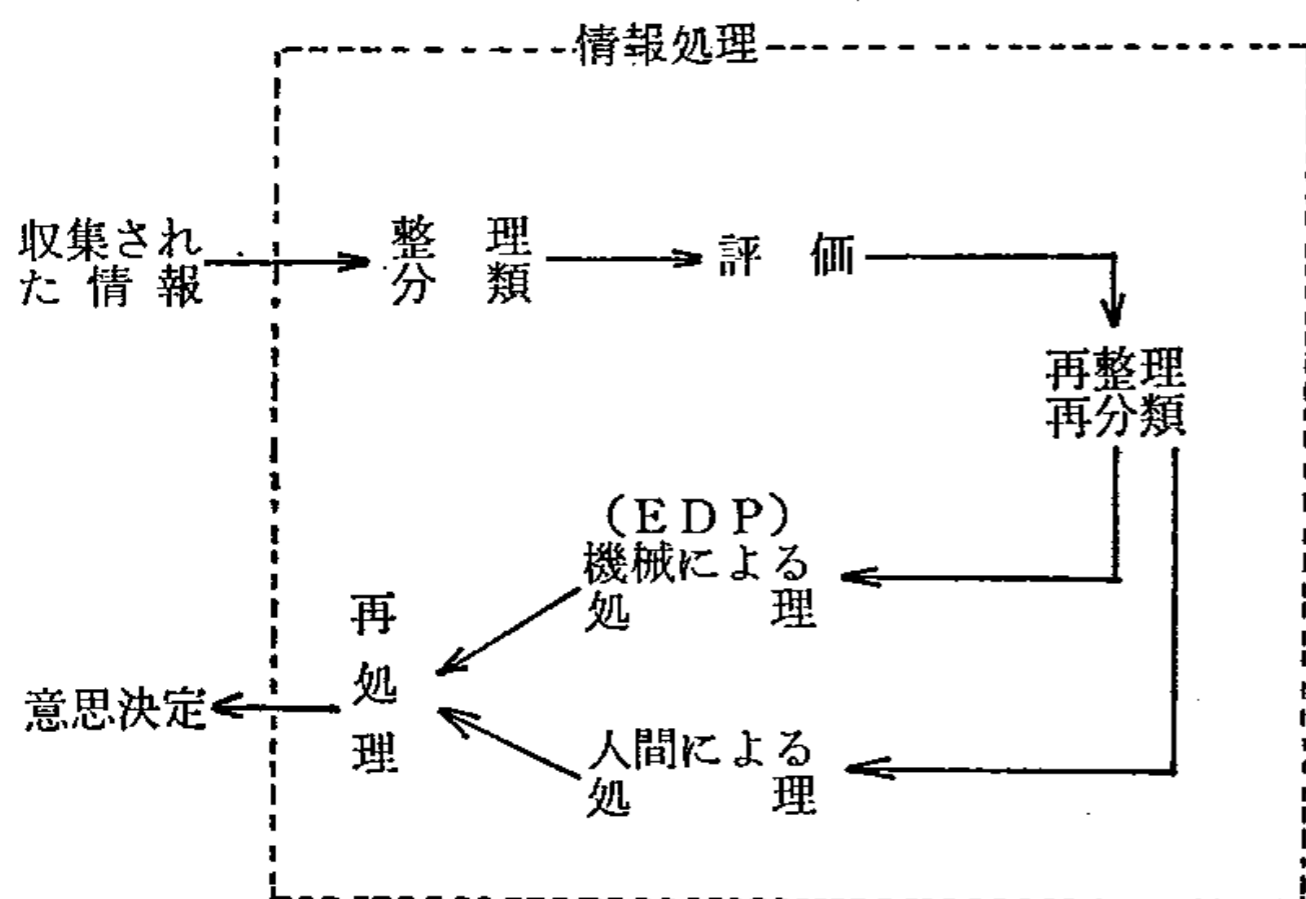 情報処理
収集され
た情報
整理
分類
評価
再整理
再分類
(EDP)
機械による
処理
再処理
意思決定
人間による
処理